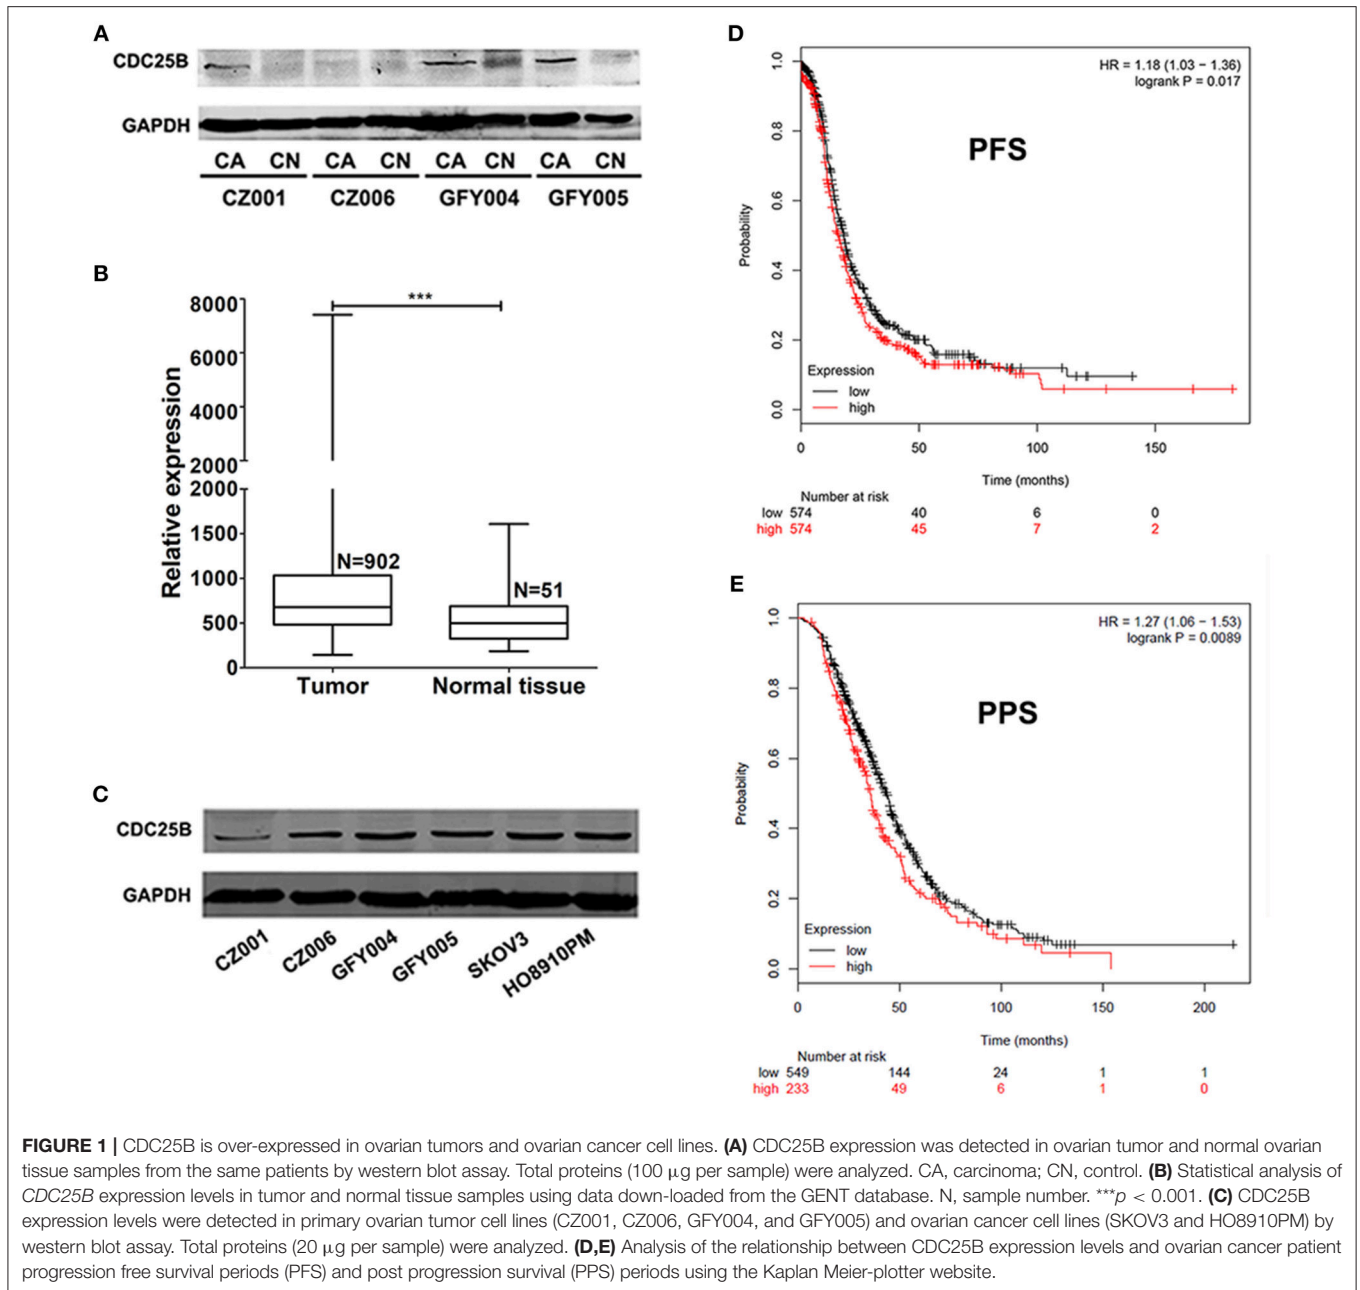 A
CDC25B
GAPDH
CA CN CA CN CA CN CA CN
CZ001 CZ006 GFY004 GFY005
B
Relative expression
8000
6000
4000
2000
2000
1500
1000
500
0
***
N=902
N=51
Tumor Normal tissue
C
CDC25B
GAPDH
CZ001 CZ006 GFY004 GFY005 SKOV3 HO8910PM
D
HR = 1.18 (1.03 − 1.36)
logrank P = 0.017
PFS
Probability
1.0
0.8
0.6
0.4
0.2
0.0
Expression
low
high
0 50 100 150
Time (months)
Number at risk
low 574 40 6 0
high 574 45 7 2
E
HR = 1.27 (1.06 − 1.53)
logrank P = 0.0089
PPS
Probability
1.0
0.8
0.6
0.4
0.2
0.0
Expression
low
high
0 50 100 150 200
Time (months)
Number at risk
low 549 144 24 1 1
high 233 49 6 1 0
FIGURE 1 | CDC25B is over-expressed in ovarian tumors and ovarian cancer cell lines. (A) CDC25B expression was detected in ovarian tumor and normal ovarian
tissue samples from the same patients by western blot assay. Total proteins (100 μg per sample) were analyzed. CA, carcinoma; CN, control. (B) Statistical analysis of
CDC25B expression levels in tumor and normal tissue samples using data down-loaded from the GENT database. N, sample number. ***p < 0.001. (C) CDC25B
expression levels were detected in primary ovarian tumor cell lines (CZ001, CZ006, GFY004, and GFY005) and ovarian cancer cell lines (SKOV3 and HO8910PM) by
western blot assay. Total proteins (20 μg per sample) were analyzed. (D,E) Analysis of the relationship between CDC25B expression levels and ovarian cancer patient
progression free survival periods (PFS) and post progression survival (PPS) periods using the Kaplan Meier-plotter website.